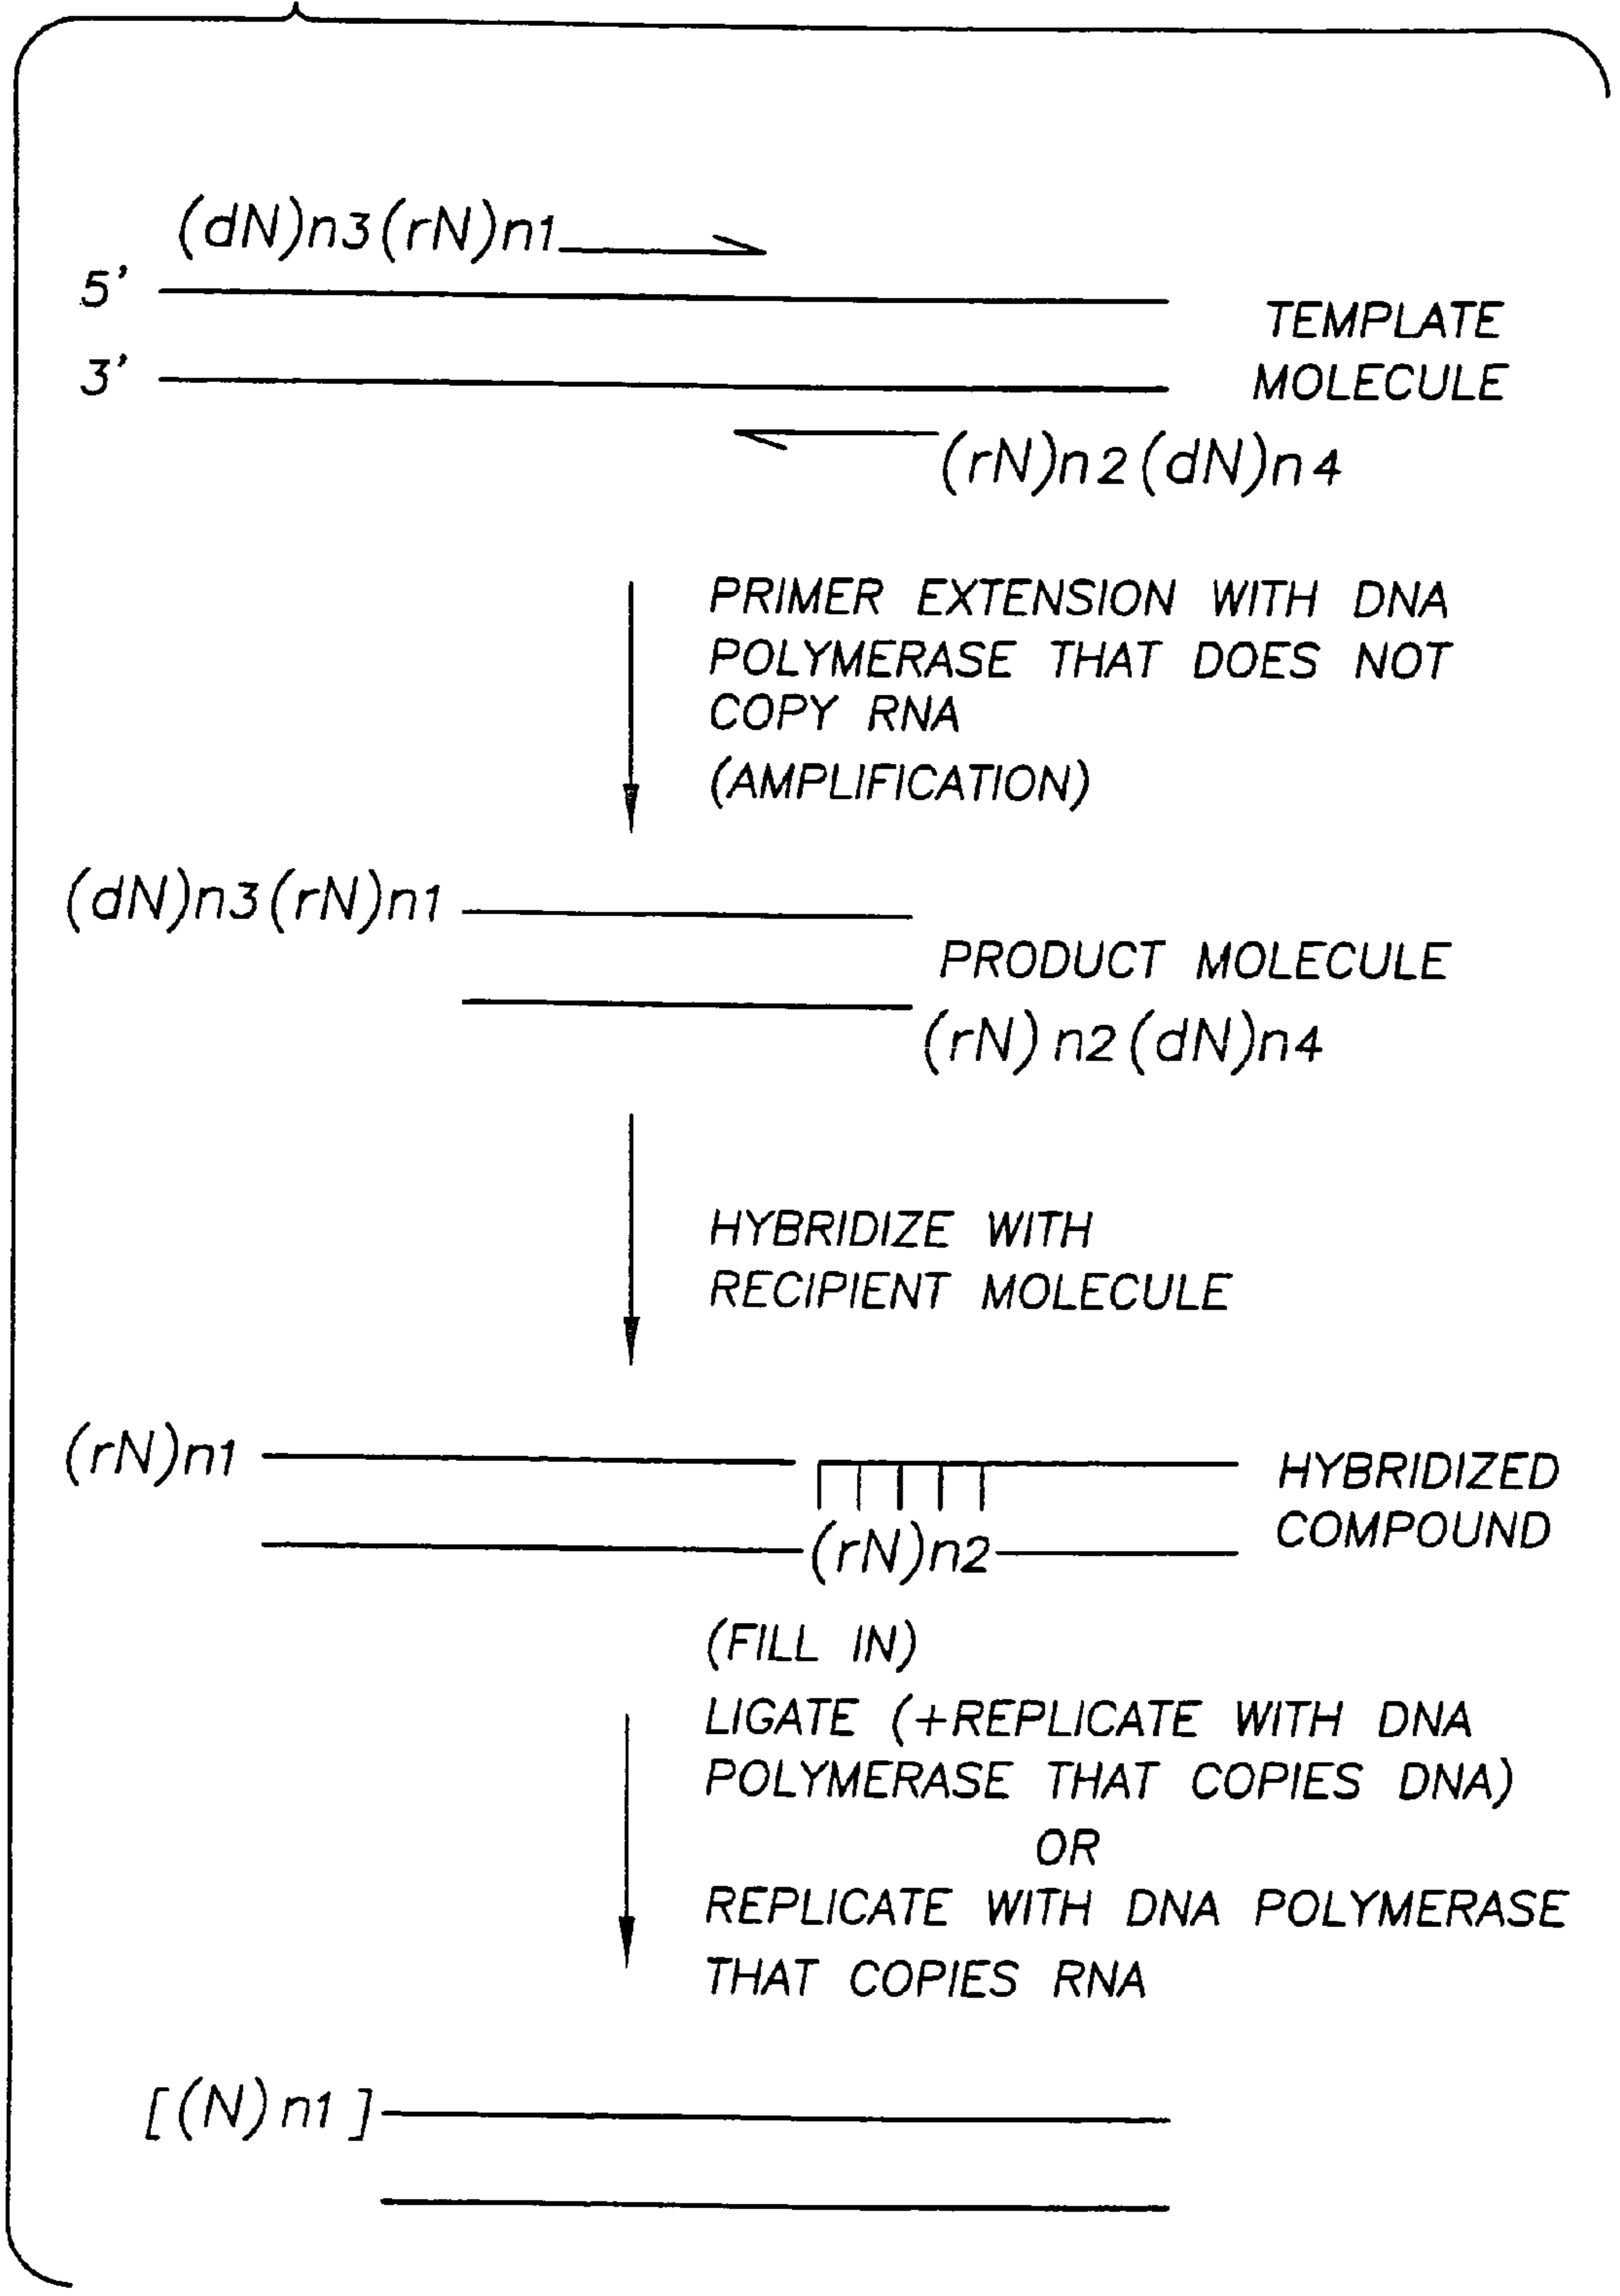 (dN)n3(rN)n1
5'
3'
TEMPLATE
MOLECULE
(rN)n2(dN)n4
PRIMER EXTENSION WITH DNA
POLYMERASE THAT DOES NOT
COPY RNA
(AMPLIFICATION)
(dN)n3(rN)n1
PRODUCT MOLECULE
(rN)n2(dN)n4
HYBRIDIZE WITH
RECIPIENT MOLECULE
(rN)n1
HYBRIDIZED
COMPOUND
(rN)n2
(FILL IN)
LIGATE (+REPLICATE WITH DNA
POLYMERASE THAT COPIES DNA)
OR
REPLICATE WITH DNA POLYMERASE
THAT COPIES RNA
[(N)n1]